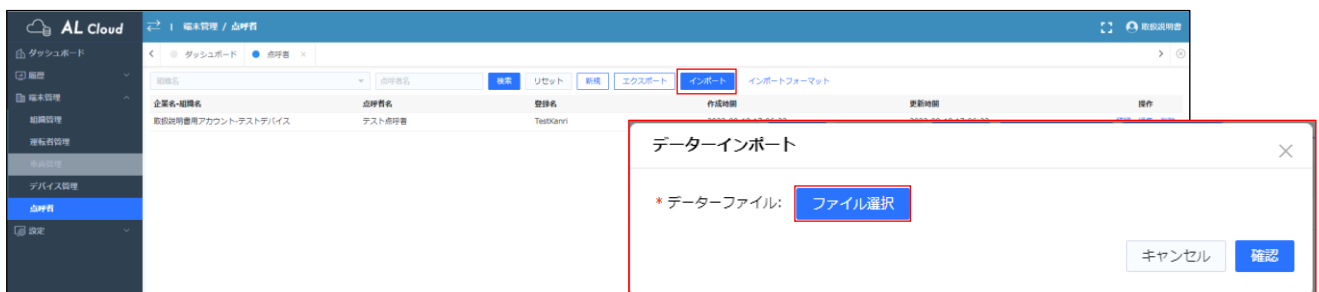 AL Cloud
端末管理 / 点呼者
取扱説明書
ダッシュボード
ダッシュボード 点呼者 ×
履歴
組織名 点呼者名 検索 リセット 新規 エクスポート インポート インポートフォーマット
端末管理
企業名-組織名 点呼者名 登録名 作成時間 更新時間 操作
組織管理
取扱説明書用アカウント-テストデバイス テスト点呼者 TestKanri
運転者管理
車両管理
デバイス管理
点呼者
設定
データーインポート
* データーファイル: ファイル選択
キャンセル 確認